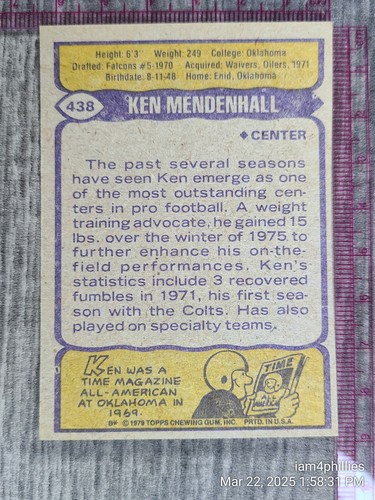 Height: 6'3" Weight: 249 College: Oklahoma
Drafted: Falcons #5-1970 Acquired: Waivers, Oilers, 1971
Birthdate: 8-11-48 Home: Enid, Oklahoma
438 KEN MENDENHALL
◆CENTER
The past several seasons
have seen Ken emerge as one
of the most outstanding cen-
ters in pro football. A weight
training advocate, he gained 15
lbs. over the winter of 1975 to
further enhance his on-the-
field performances. Ken's
statistics include 3 recovered
fumbles in 1971, his first sea-
son with the Colts. Has also
played on specialty teams.
KEN WAS A
TIME MAGAZINE
ALL-AMERICAN
AT OKLAHOMA IN
1969.
TIME
B* © 1979 TOPPS CHEWING GUM, INC. PRTD. IN U.S.A.
iam4phillies
Mar 22, 2025 1:58:31 PM